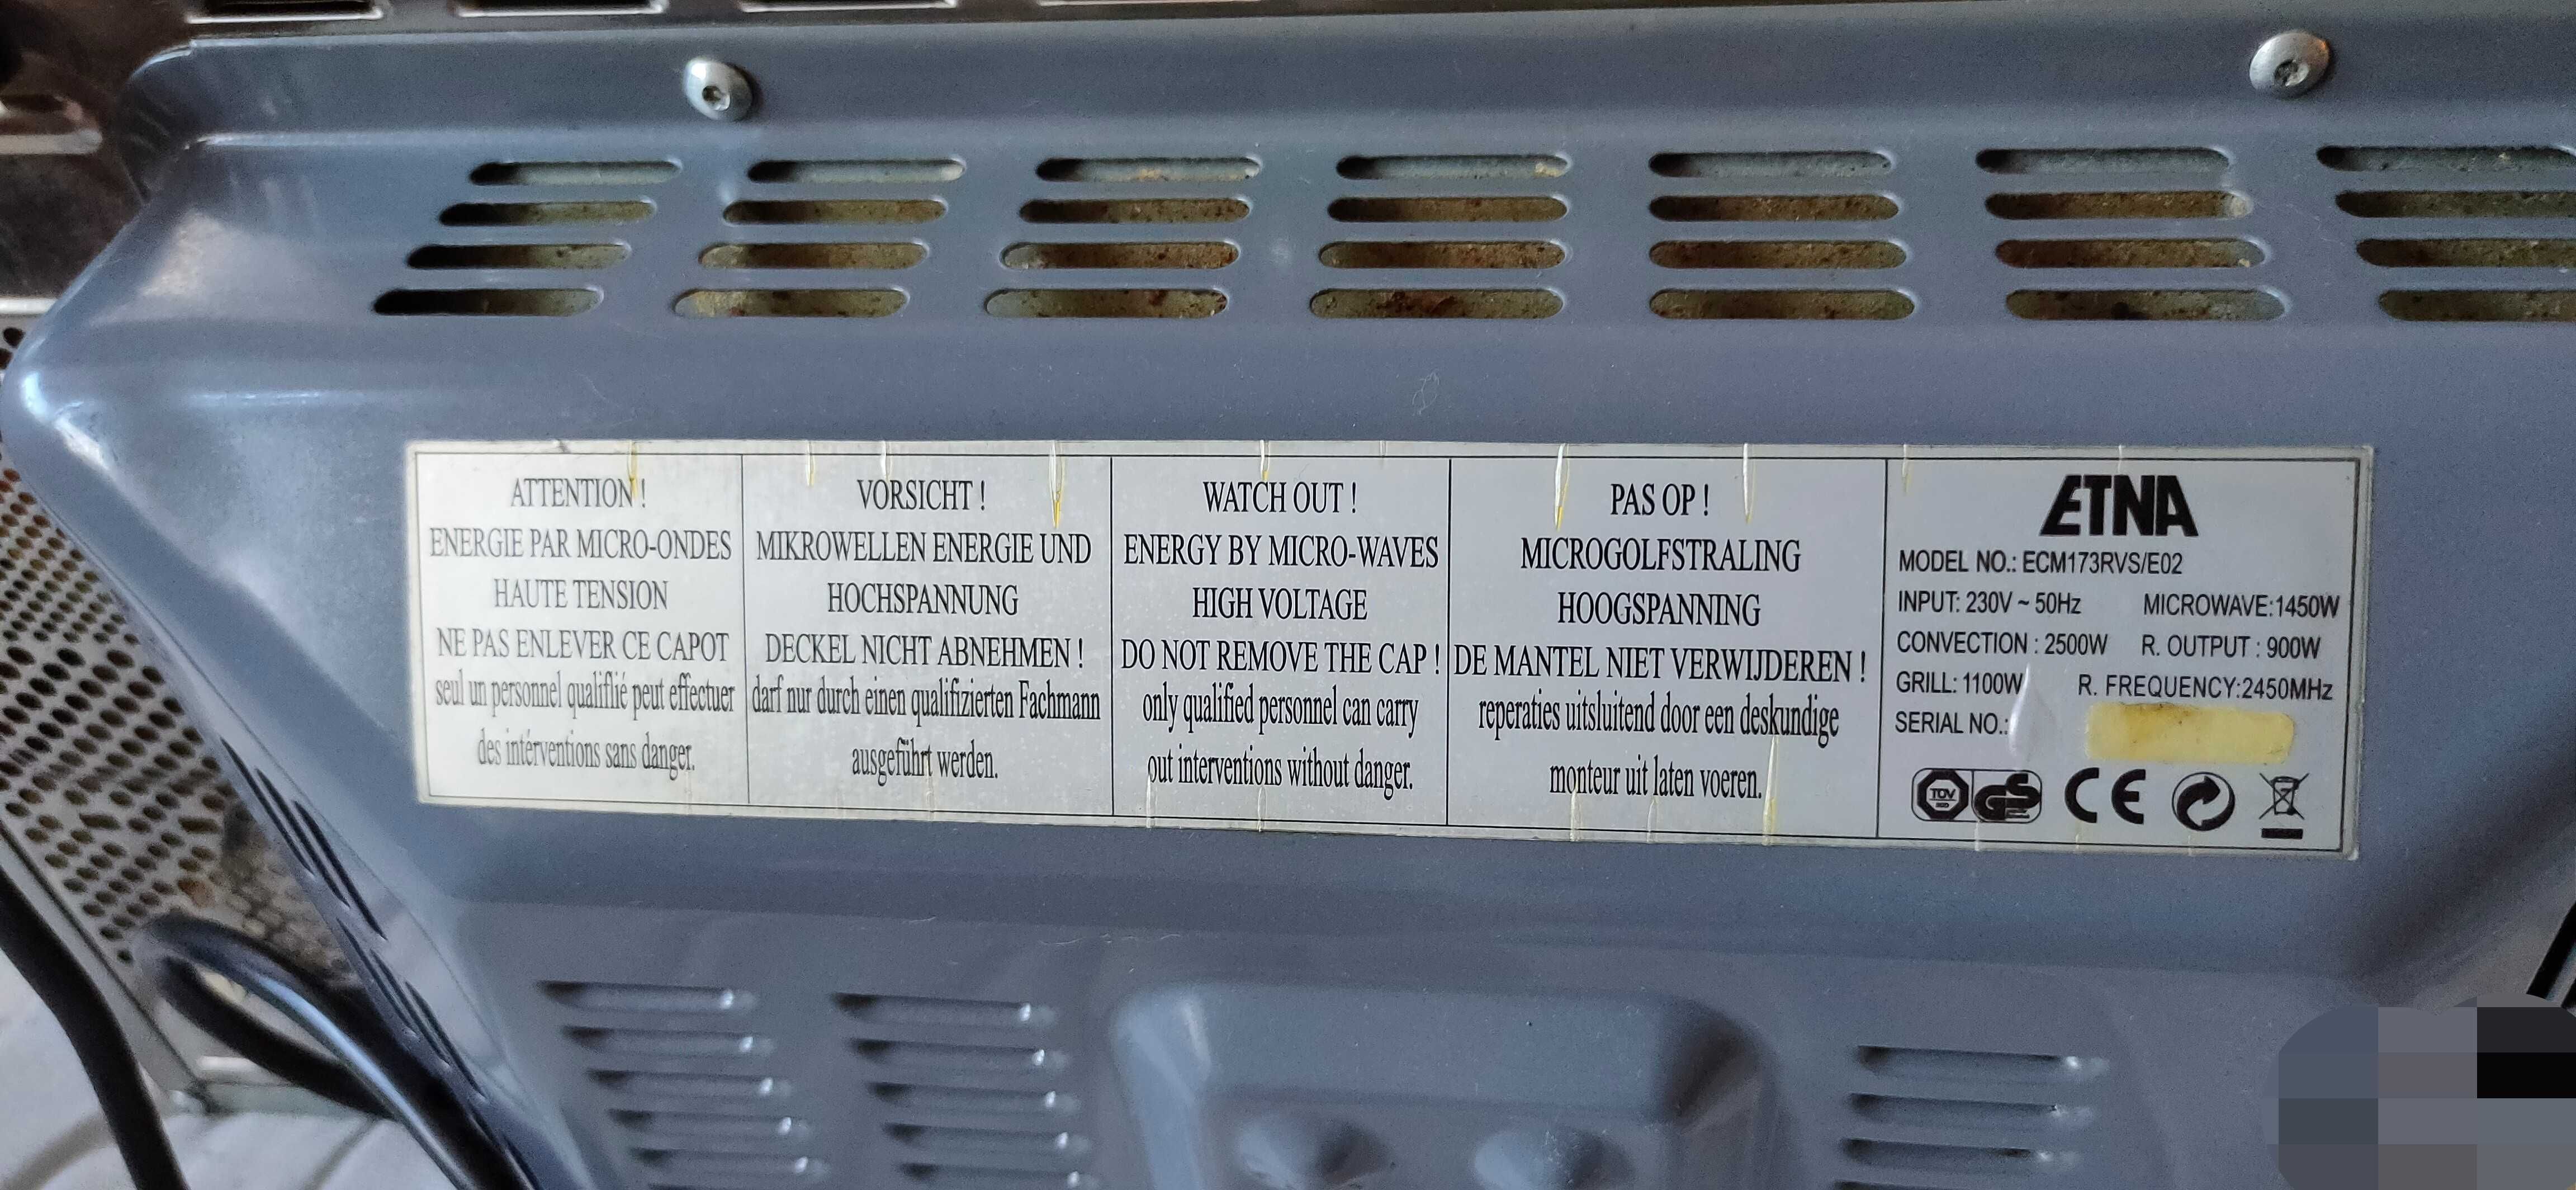 ATTENTION !
ENERGIE PAR MICRO-ONDES
HAUTE TENSION
NE PAS ENLEVER CE CAPOT
seul un personnel qualiflié peut effectuer
des intérventions sans danger.
VORSICHT !
MIKROWELLEN ENERGIE UND
HOCHSPANNUNG
DECKEL NICHT ABNEHMEN !
darf nur durch einen qualifizierten Fachmann
ausgeführt werden.
WATCH OUT !
ENERGY BY MICRO-WAVES
HIGH VOLTAGE
DO NOT REMOVE THE CAP !
only qualified personnel can carry
out interventions without danger.
PAS OP !
MICROGOLFSTRALING
HOOGSPANNING
DE MANTEL NIET VERWIJDEREN !
reperaties uitsluitend door een deskundige
monteur uit laten voeren.
ETNA
MODEL NO.: ECM173RVS/E02
INPUT: 230V ~ 50Hz MICROWAVE:1450W
CONVECTION : 2500W R. OUTPUT : 900W
GRILL: 1100W R. FREQUENCY:2450MHz
SERIAL NO.:
TÜV GS CE